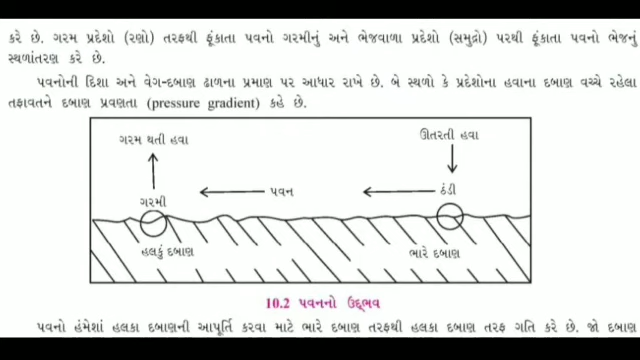 કરે છે. ગરમ પ્રદેશો (રણો) તરફથી ફૂંકાતા પવનો ગરમીનું અને ભેજવાળા પ્રદેશો (સમુદ્રો) પરથી ફૂંકાતા પવનો ભેજનું
સ્થળાંતરણ કરે છે.
પવનોની દિશા અને વેગ-દબાણ ઢાળના પ્રમાણ પર આધાર રાખે છે. બે સ્થળો કે પ્રદેશોના હવાના દબાણ વચ્ચે રહેલા
તફાવતને દબાણ પ્રવણતા (pressure gradient) કહે છે.
ગરમ થતી હવા
ઊતરતી હવા
ગરમી
પવન
ઠંડી
હલકું દબાણ
ભારે દબાણ
10.2 પવનનો ઉદ્ભવ
પવનો હંમેશાં હલકા દબાણની આપૂર્તિ કરવા માટે ભારે દબાણ તરફથી હલકા દબાણ તરફ ગતિ કરે છે. જો દબાણ